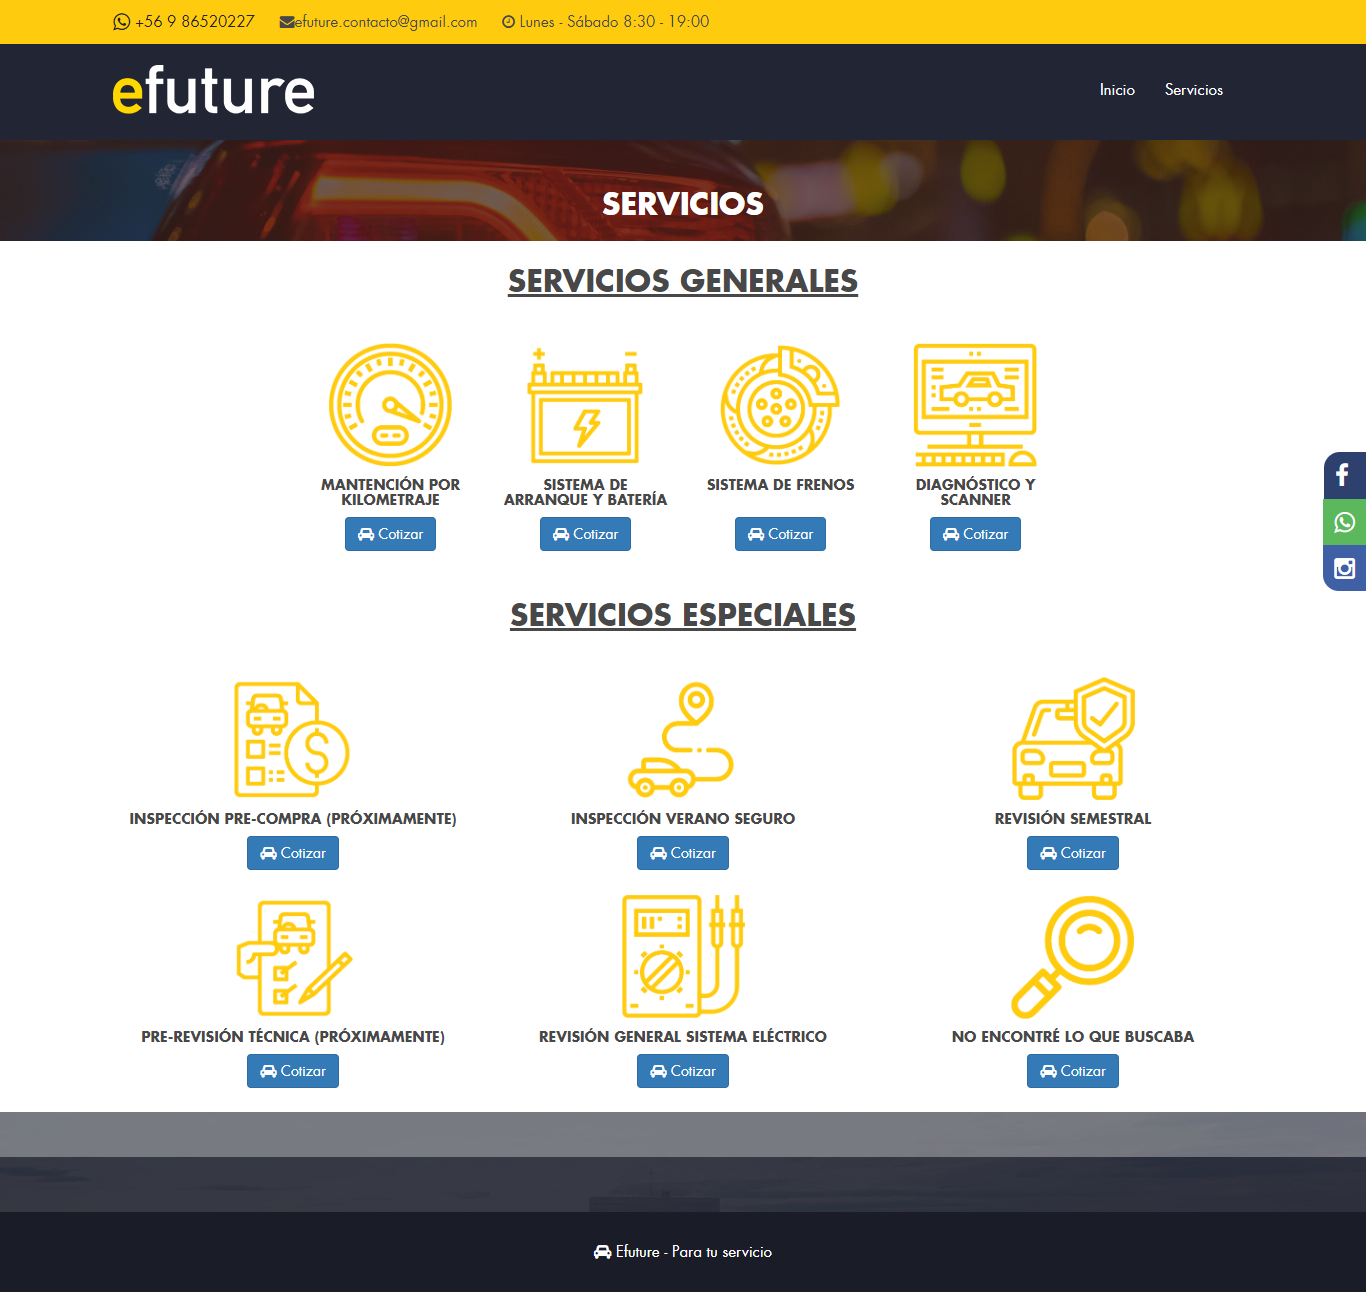 +56 9 86520227 efuture.contacto@gmail.com Lunes - Sábado 8:30 - 19:00
efuture
Inicio Servicios
SERVICIOS
SERVICIOS GENERALES
MANTENCIÓN POR
KILOMETRAJE
Cotizar
SISTEMA DE
ARRANQUE Y BATERÍA
Cotizar
SISTEMA DE FRENOS
Cotizar
DIAGNÓSTICO Y
SCANNER
Cotizar
SERVICIOS ESPECIALES
INSPECCIÓN PRE-COMPRA (PRÓXIMAMENTE)
Cotizar
INSPECCIÓN VERANO SEGURO
Cotizar
REVISIÓN SEMESTRAL
Cotizar
PRE-REVISIÓN TÉCNICA (PRÓXIMAMENTE)
Cotizar
REVISIÓN GENERAL SISTEMA ELÉCTRICO
Cotizar
NO ENCONTRÉ LO QUE BUSCABA
Cotizar
Efuture - Para tu servicio